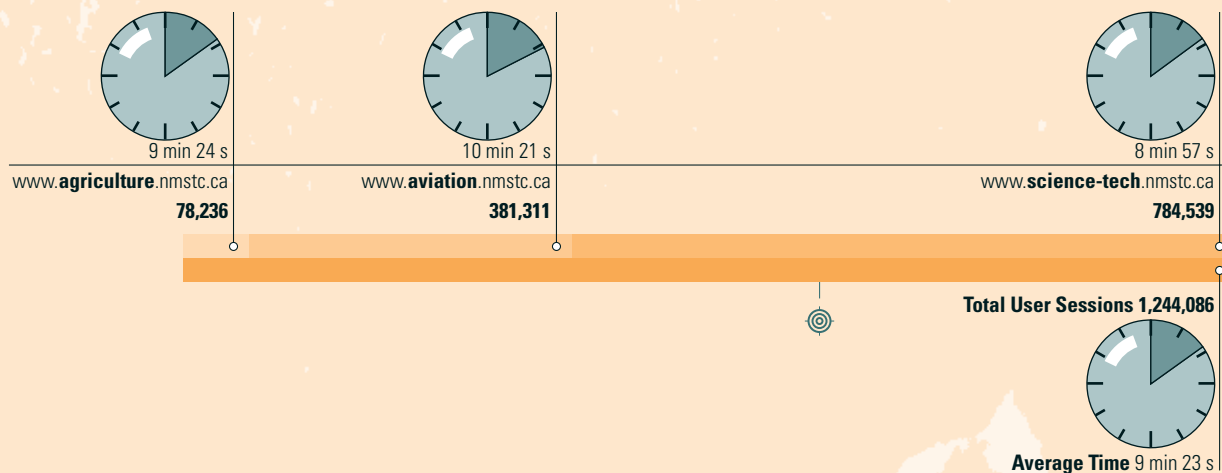 9 min 24 s
10 min 21 s
8 min 57 s
www.agriculture.nmstc.ca
www.aviation.nmstc.ca
www.science-tech.nmstc.ca
78,236
381,311
784,539
Total User Sessions 1,244,086
Average Time 9 min 23 s